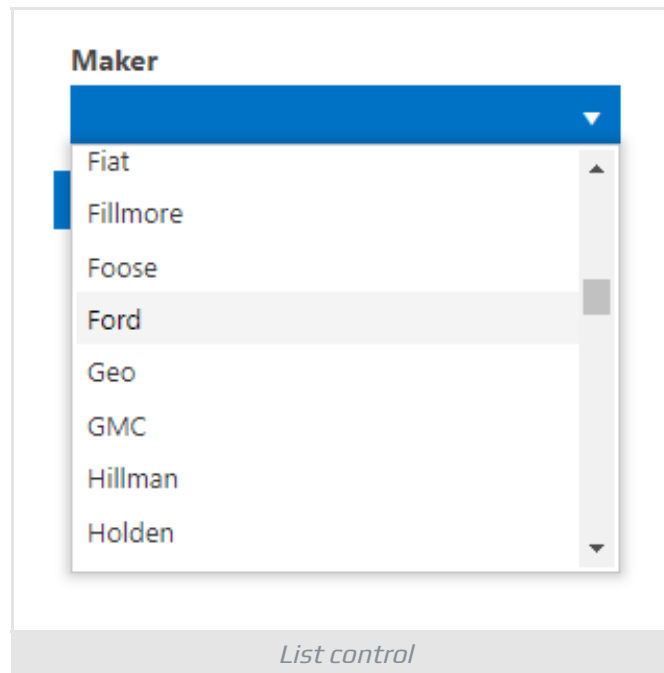 Maker
Fiat
Fillmore
Foose
Ford
Geo
GMC
Hillman
Holden
List control